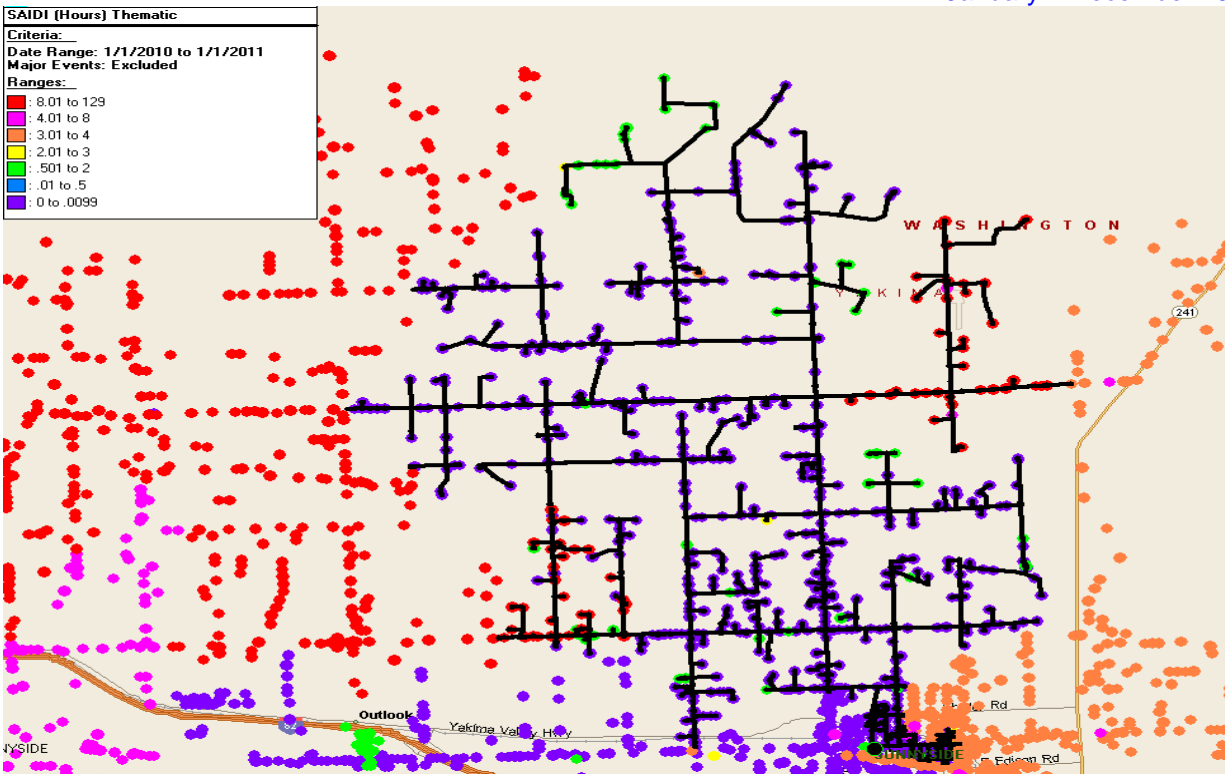 SAIDI (Hours) Thematic
Criteria:
Date Range: 1/1/2010 to 1/1/2011
Major Events: Excluded
Ranges:
: 8.01 to 129
: 4.01 to 8
: 3.01 to 4
: 2.01 to 3
: .501 to 2
: .01 to .5
: 0 to .0099
WASHINGTON
YAKIMA
241
Outlook
Yakima Valley Hwy
Rd
NYSIDE
SUNNYSIDE
E Edison Rd